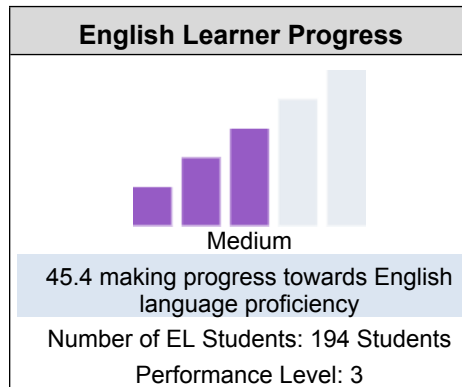 English Learner Progress
Medium
45.4 making progress towards English
language proficiency
Number of EL Students: 194 Students
Performance Level: 3